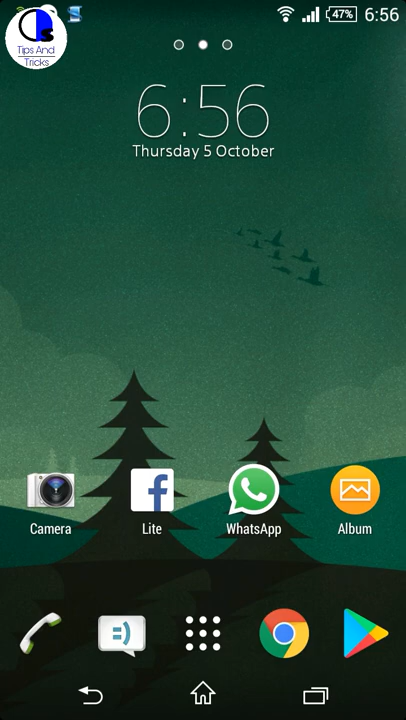 Tips And
Tricks
47%
6:56
6:56
Thursday 5 October
Camera
Lite
WhatsApp
Album